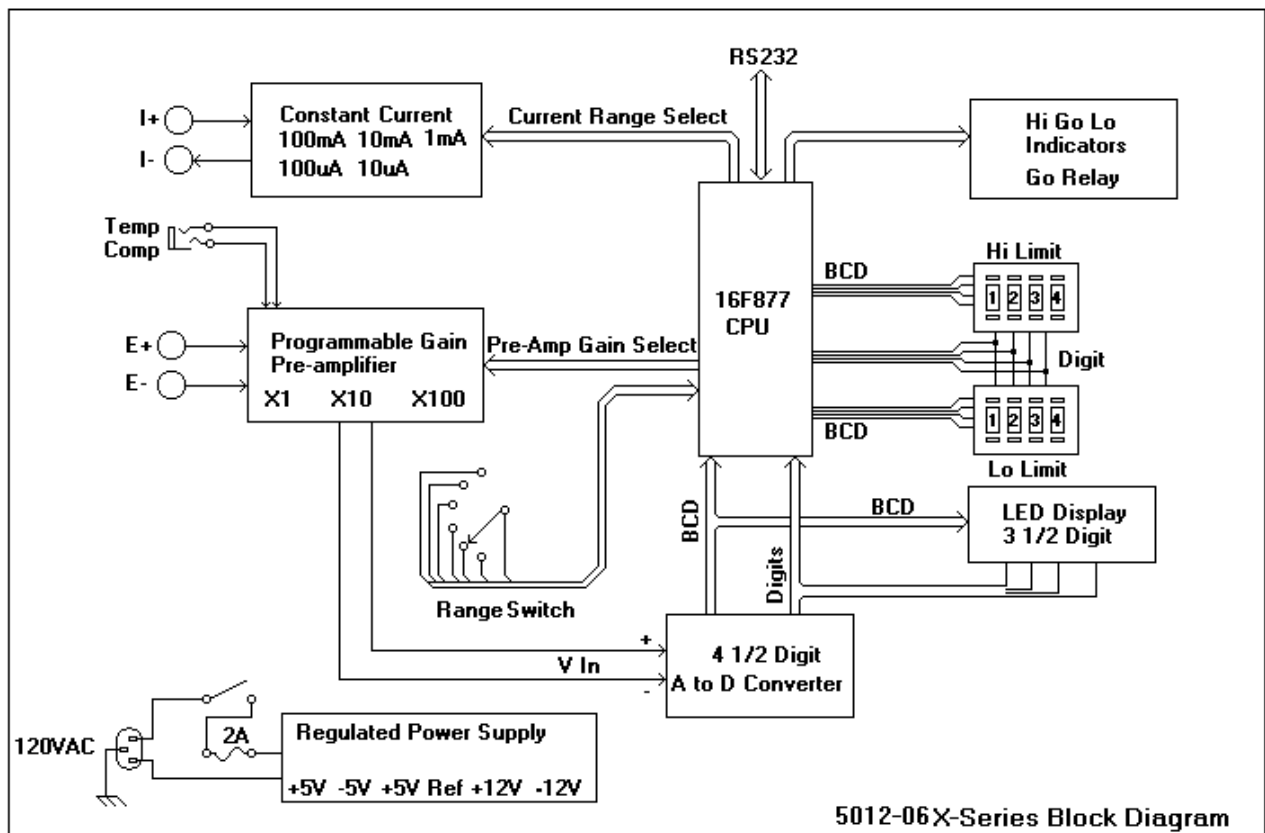 RS232
I+
I-
Constant Current
100mA 10mA 1mA
100uA 10uA
Current Range Select
Hi Go Lo
Indicators
Go Relay
Temp
Comp
16F877
CPU
BCD
Hi Limit
1 2 3 4
Digit
E+
E-
Programmable Gain
Pre-amplifier
X1 X10 X100
Pre-Amp Gain Select
BCD
1 2 3 4
Lo Limit
Range Switch
BCD
Digits
BCD
LED Display
3 1/2 Digit
+
V In
-
4 1/2 Digit
A to D Converter
120VAC
2A
Regulated Power Supply
+5V -5V +5V Ref +12V -12V
5012-06 X-Series Block Diagram